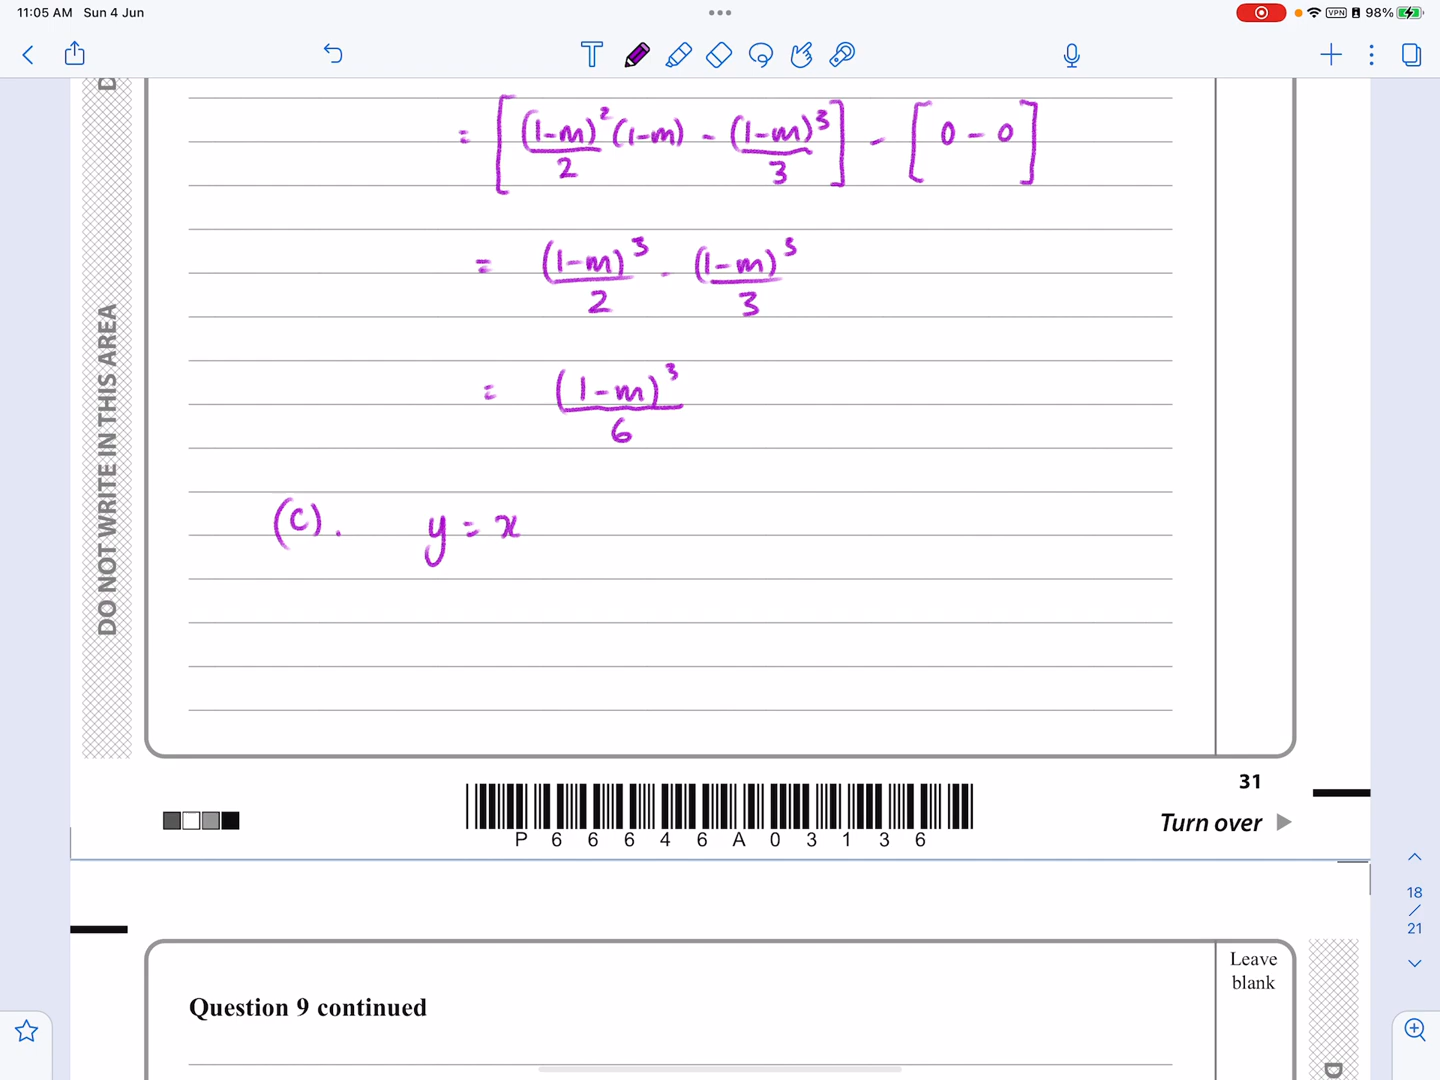 11:05 AM Sun 4 Jun
VPN 98%
T
D
= [(1-m)²/2 (1-m) - (1-m)³/3] - [0 - 0]
= (1-m)³/2 - (1-m)³/3
= (1-m)³/6
DO NOT WRITE IN THIS AREA
(C). y = x
31
P 6 6 6 4 6 A 0 3 1 3 6
Turn over
18
/
21
Leave
blank
Question 9 continued
D